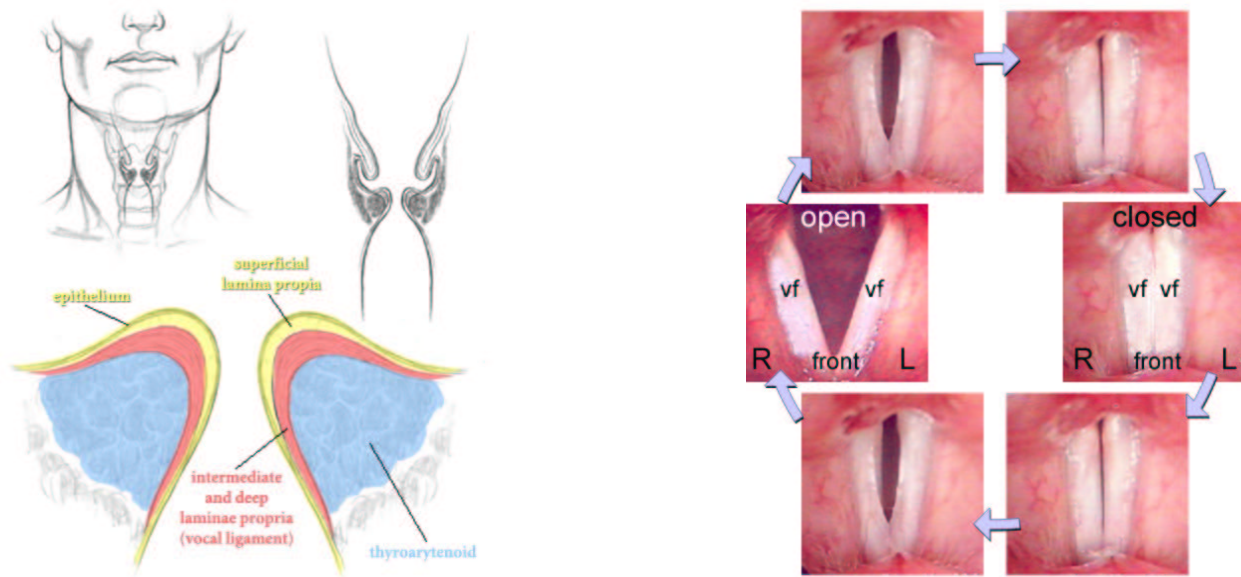 superficial
lamina propia
epithelium
intermediate
and deep
laminae propria
(vocal ligament)
thyroarytenoid
open
vf
vf
R
front
L
closed
vf
vf
R
front
L